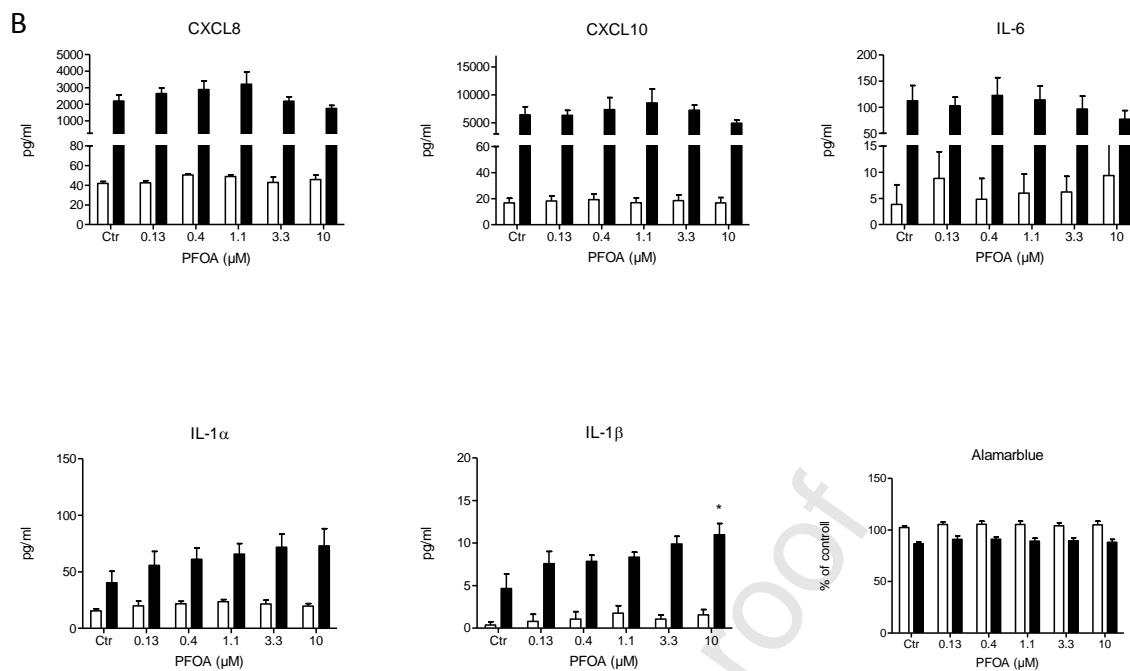 B
CXCL8
5000
4000
3000
2000
1000
80
60
40
20
0
pg/ml
Ctr 0.13 0.4 1.1 3.3 10
PFOA (µM)
CXCL10
15000
10000
5000
60
40
20
0
pg/ml
Ctr 0.13 0.4 1.1 3.3 10
PFOA (µM)
IL-6
200
150
100
50
15
10
5
0
pg/ml
Ctr 0.13 0.4 1.1 3.3 10
PFOA (µM)
IL-1α
150
100
50
0
pg/ml
Ctr 0.13 0.4 1.1 3.3 10
PFOA (µM)
IL-1β
20
15
10
5
0
pg/ml
*
Ctr 0.13 0.4 1.1 3.3 10
PFOA (µM)
Alamarblue
150
100
50
0
% of controll
Ctr 0.13 0.4 1.1 3.3 10
PFOA (µM)
roof